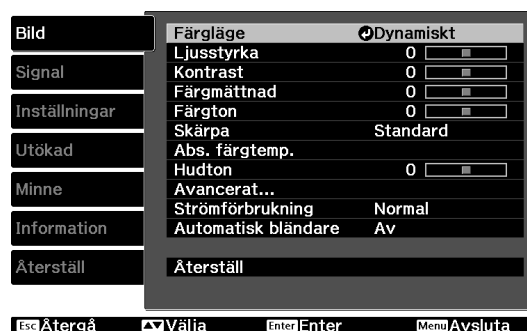 Bild
Signal
Inställningar
Utökad
Minne
Information
Återställ
Färgläge Dynamiskt
Ljusstyrka 0
Kontrast 0
Färgmättnad 0
Färgton 0
Skärpa Standard
Abs. färgtemp.
Hudton 0
Avancerat...
Strömförbrukning Normal
Automatisk bländare Av
Återställ
Esc Återgå Välja Enter Enter Menu Avsluta